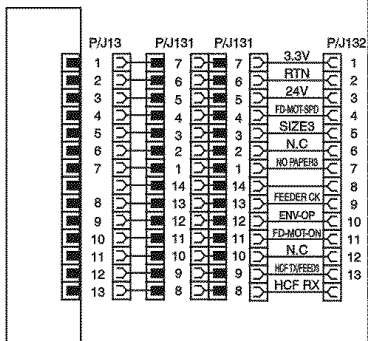 P/J13 P/J131 P/J131 P/J132
1 7 7 3.3V 1
2 6 6 RTN 2
3 5 5 24V 3
4 4 4 FD-MOT-SPD 4
5 3 3 SIZE3 5
6 2 2 N.C 6
7 1 1 NO PAPER3 7
14 14 8
8 13 13 FEEDER CK 9
9 12 12 ENV-OP 10
10 11 11 FD-MOT-ON 11
11 10 10 N.C 12
12 9 9 HCF TX/FEEDS 13
13 8 8 HCF RX